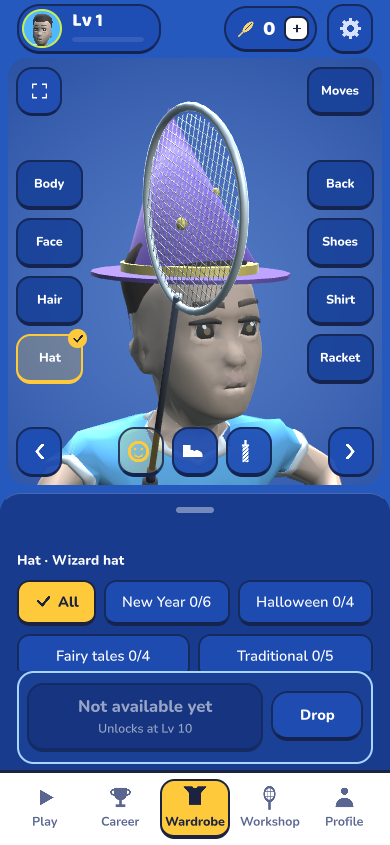 Lv 1
0 +
Moves
Body
Back
Face
Shoes
Hair
Shirt
Hat
Racket
Hat · Wizard hat
All
New Year 0/6
Halloween 0/4
Fairy tales 0/4
Traditional 0/5
Not available yet
Unlocks at Lv 10
Drop
Play
Career
Wardrobe
Workshop
Profile